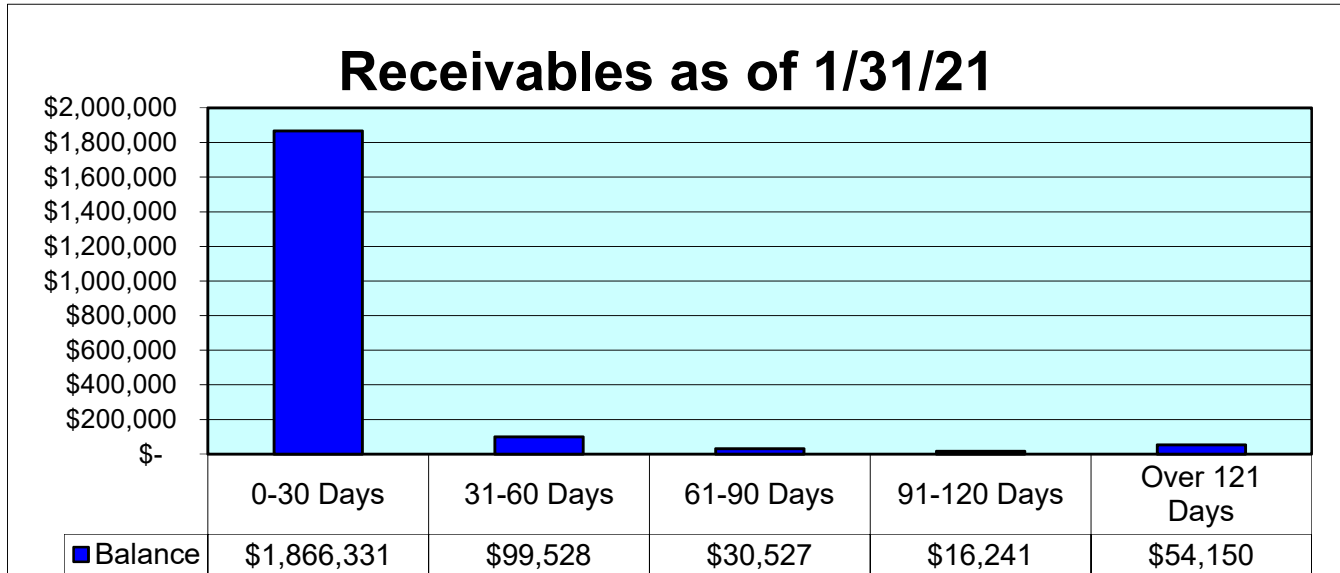 Receivables as of 1/31/21
$2,000,000
$1,800,000
$1,600,000
$1,400,000
$1,200,000
$1,000,000
$800,000
$600,000
$400,000
$200,000
$-
0-30 Days 31-60 Days 61-90 Days 91-120 Days Over 121
Days
Balance $1,866,331 $99,528 $30,527 $16,241 $54,150